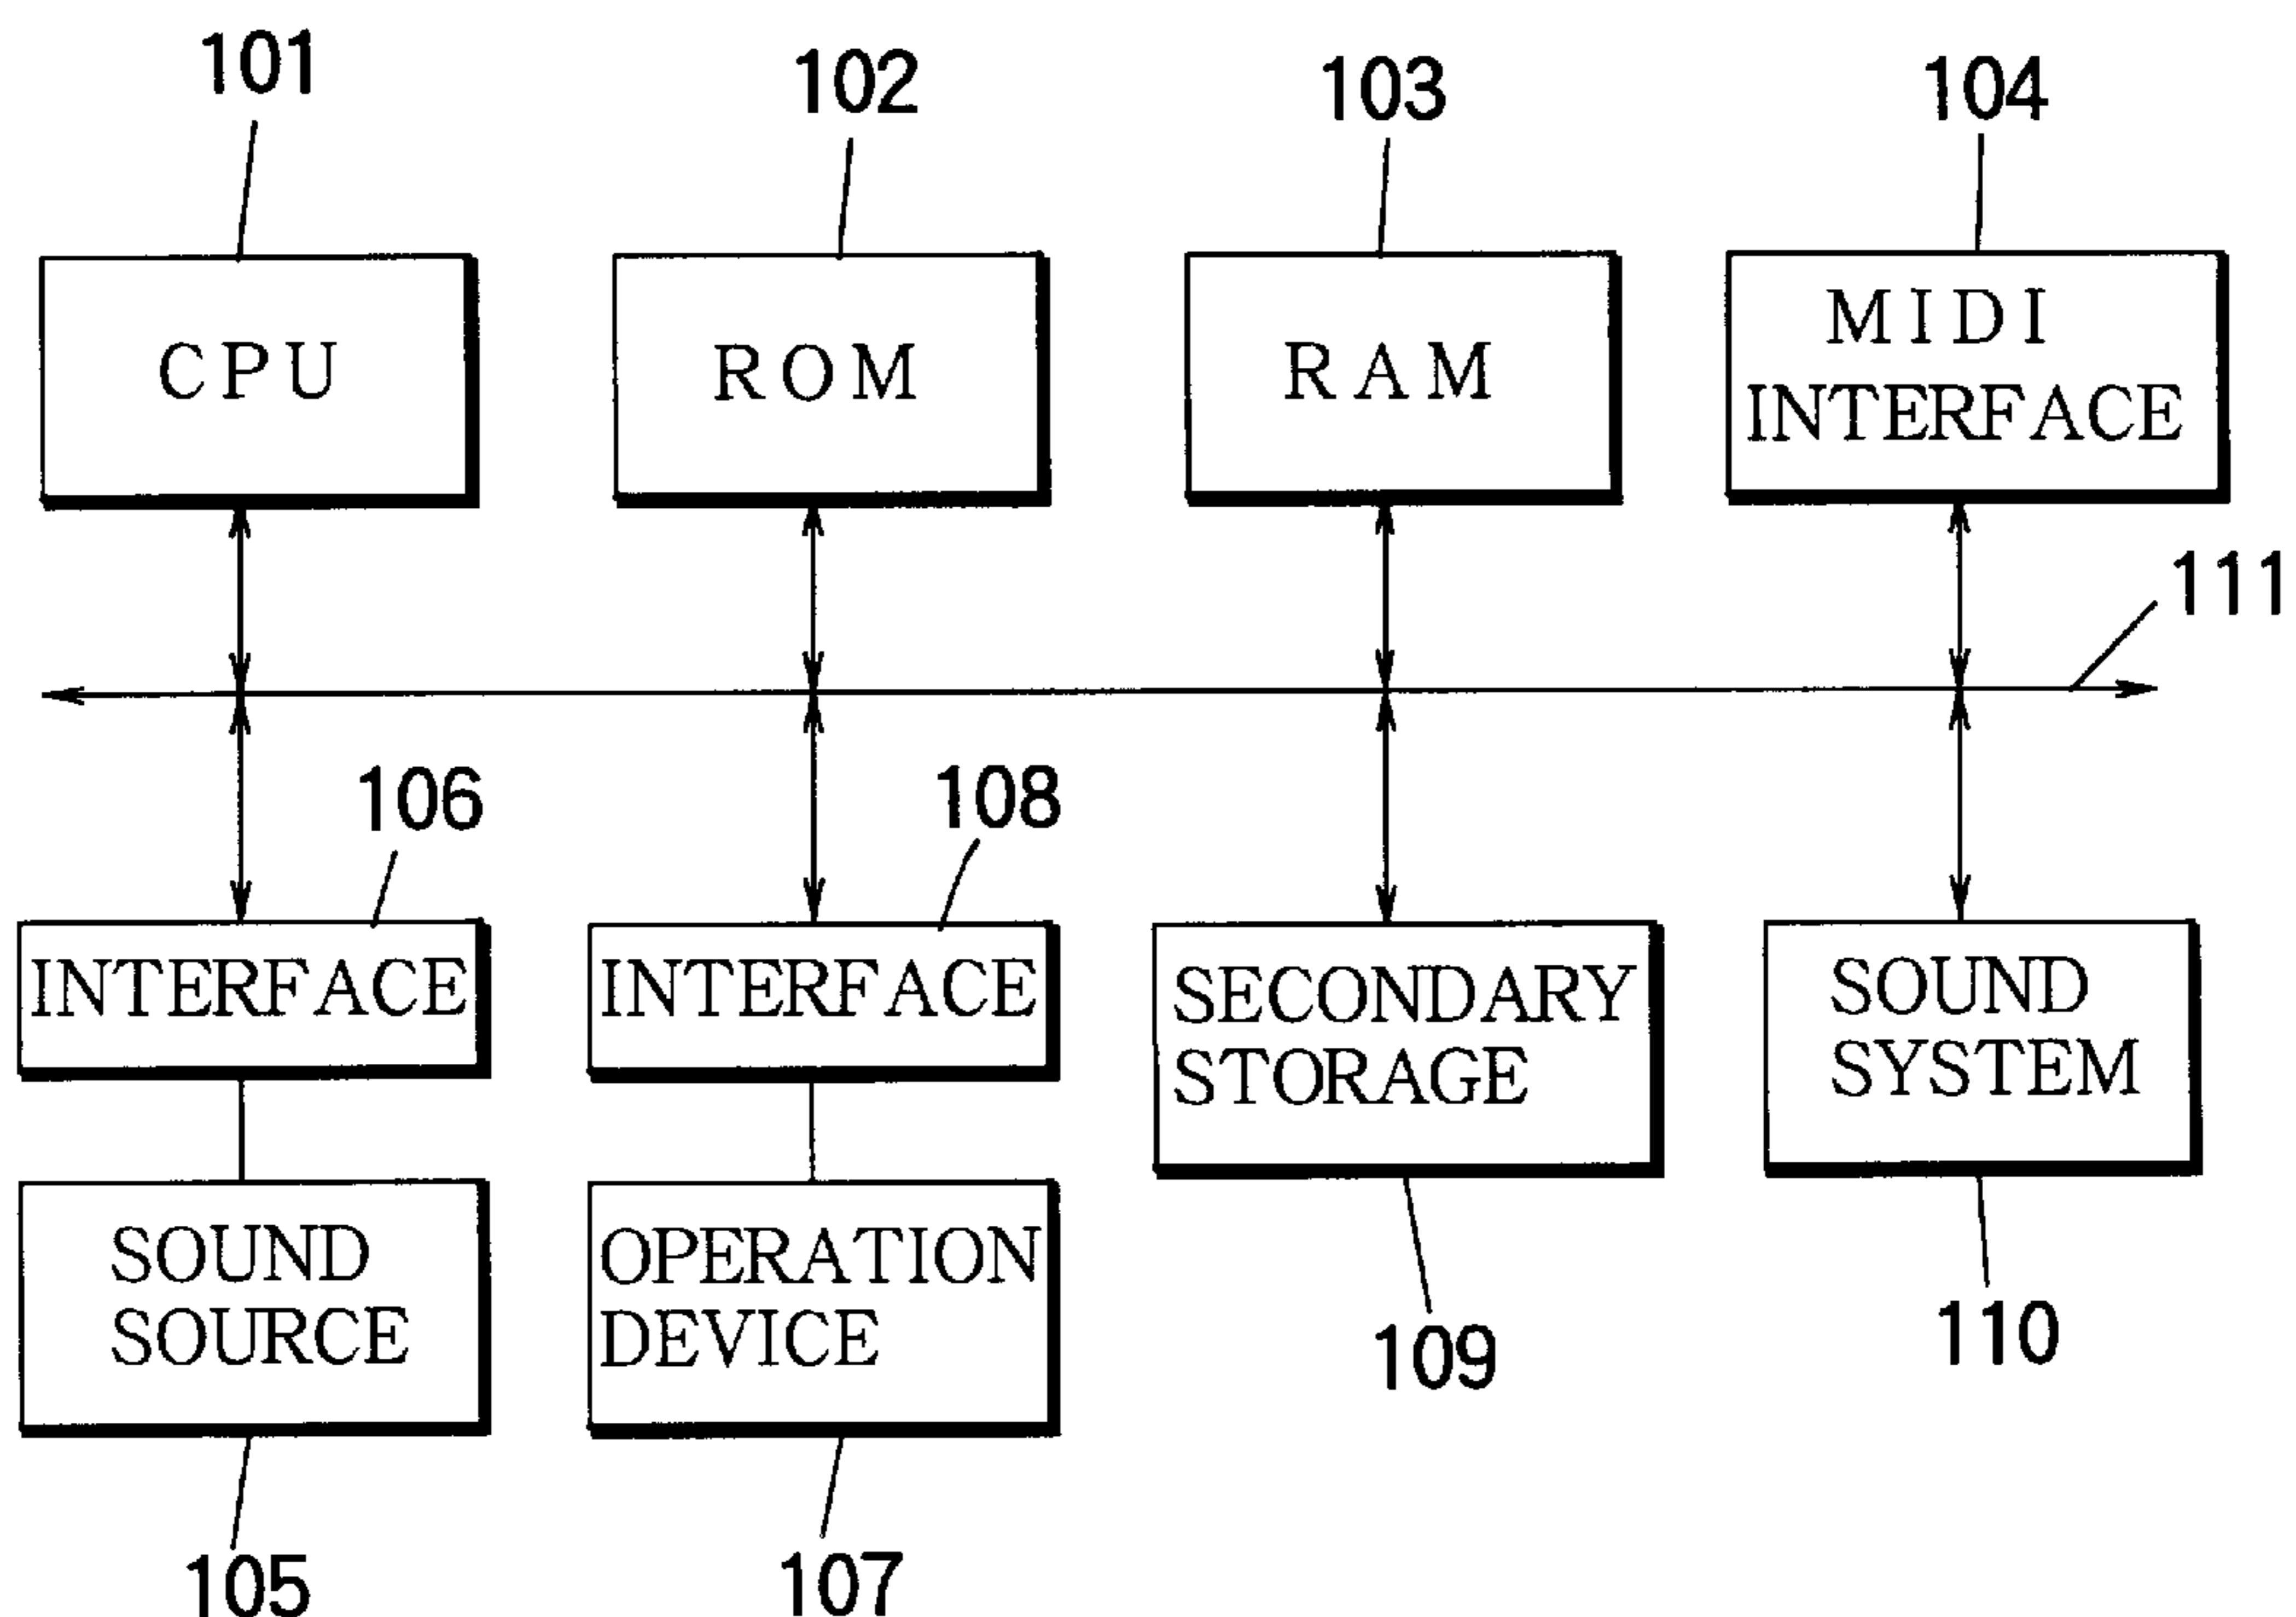 101
102
103
104
CPU
ROM
RAM
MIDI
INTERFACE
111
106
108
INTERFACE
INTERFACE
SECONDARY
STORAGE
SOUND
SYSTEM
SOUND
SOURCE
OPERATION
DEVICE
109
110
105
107